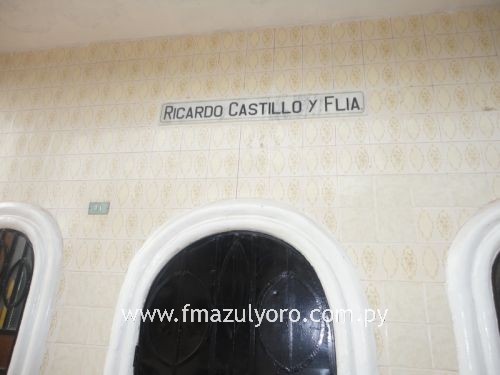 RICARDO CASTILLO Y FLIA
www.fmazulyoro.com.py